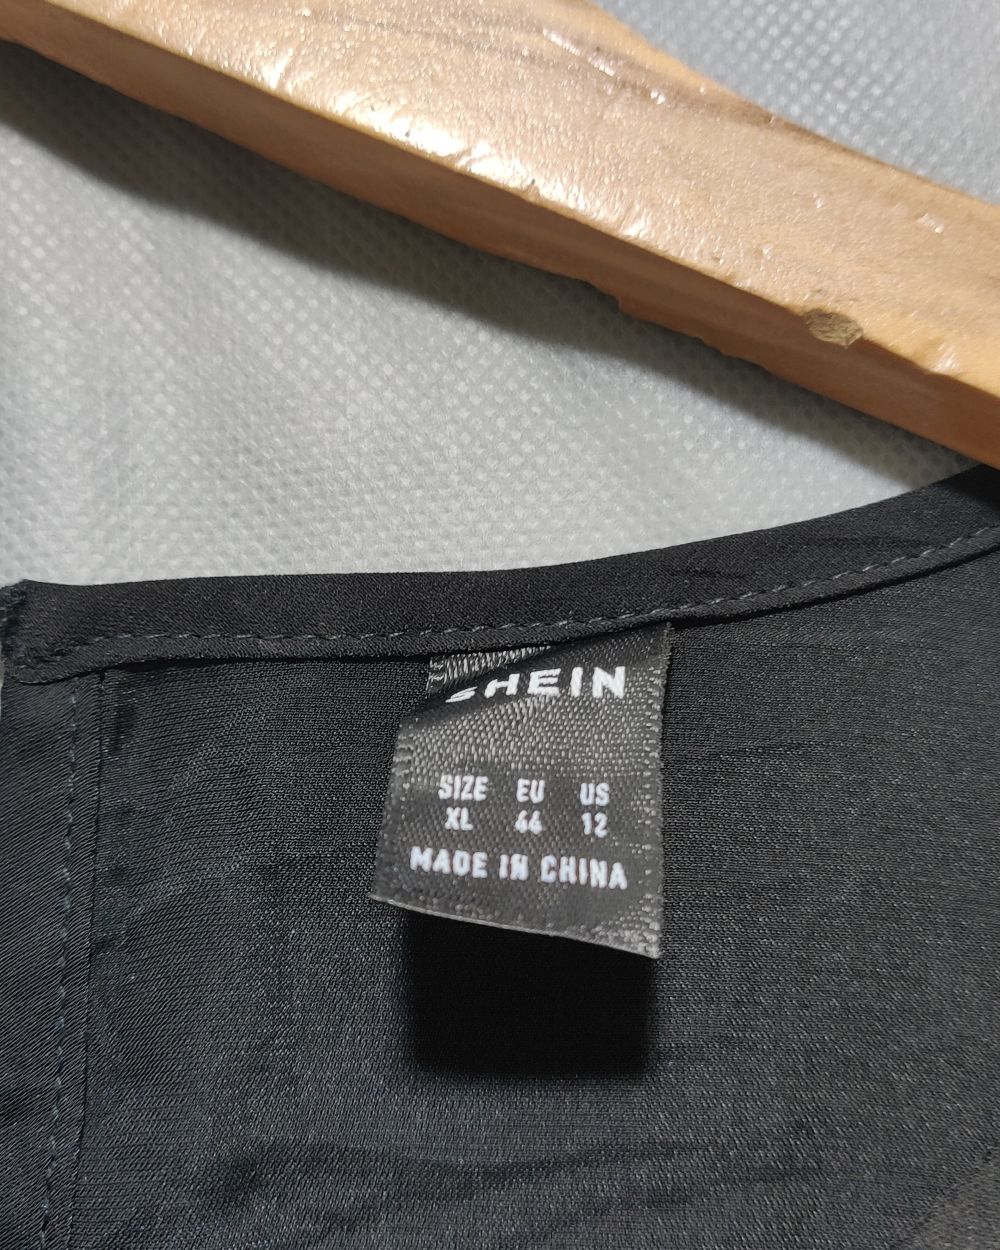 SHEIN
SIZE EU US
XL 44 12
MADE IN CHINA